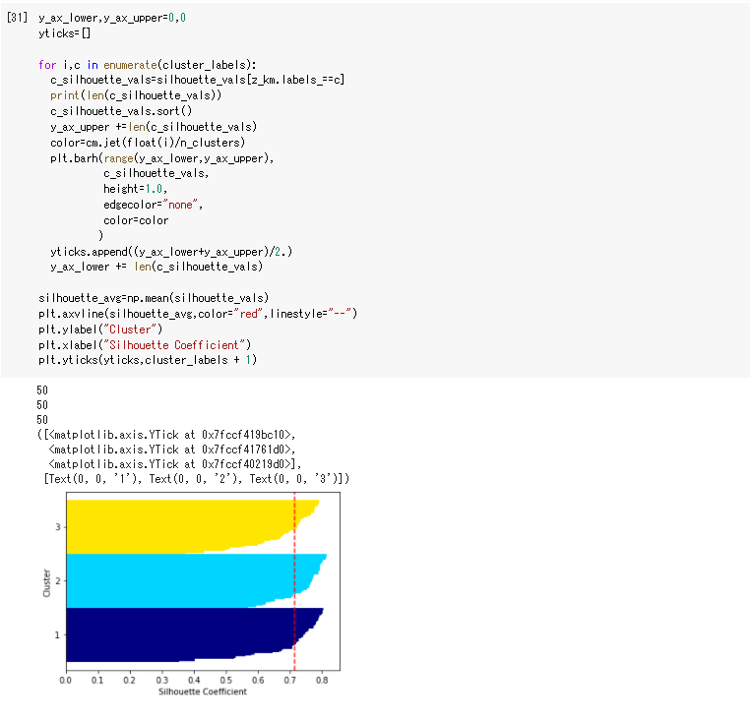 [31] y_ax_lower,y_ax_upper=0,0
yticks=[]
for i,c in enumerate(cluster_labels):
c_silhouette_vals=silhouette_vals[z_km.labels_==c]
print(len(c_silhouette_vals))
c_silhouette_vals.sort()
y_ax_upper +=len(c_silhouette_vals)
color=cm.jet(float(i)/n_clusters)
plt.barh(range(y_ax_lower,y_ax_upper),
c_silhouette_vals,
height=1.0,
edgecolor="none",
color=color
)
yticks.append((y_ax_lower+y_ax_upper)/2.)
y_ax_lower += len(c_silhouette_vals)
silhouette_avg=np.mean(silhouette_vals)
plt.axvline(silhouette_avg,color="red",linestyle="--")
plt.ylabel("Cluster")
plt.xlabel("Silhouette Coefficient")
plt.yticks(yticks,cluster_labels + 1)
50
50
50
([<matplotlib.axis.YTick at 0x7fccf419bc10>,
<matplotlib.axis.YTick at 0x7fccf41761d0>,
<matplotlib.axis.YTick at 0x7fccf40219d0>],
[Text(0, 0, '1'), Text(0, 0, '2'), Text(0, 0, '3')])
3
2
1
Cluster
0.0 0.1 0.2 0.3 0.4 0.5 0.6 0.7 0.8
Silhouette Coefficient